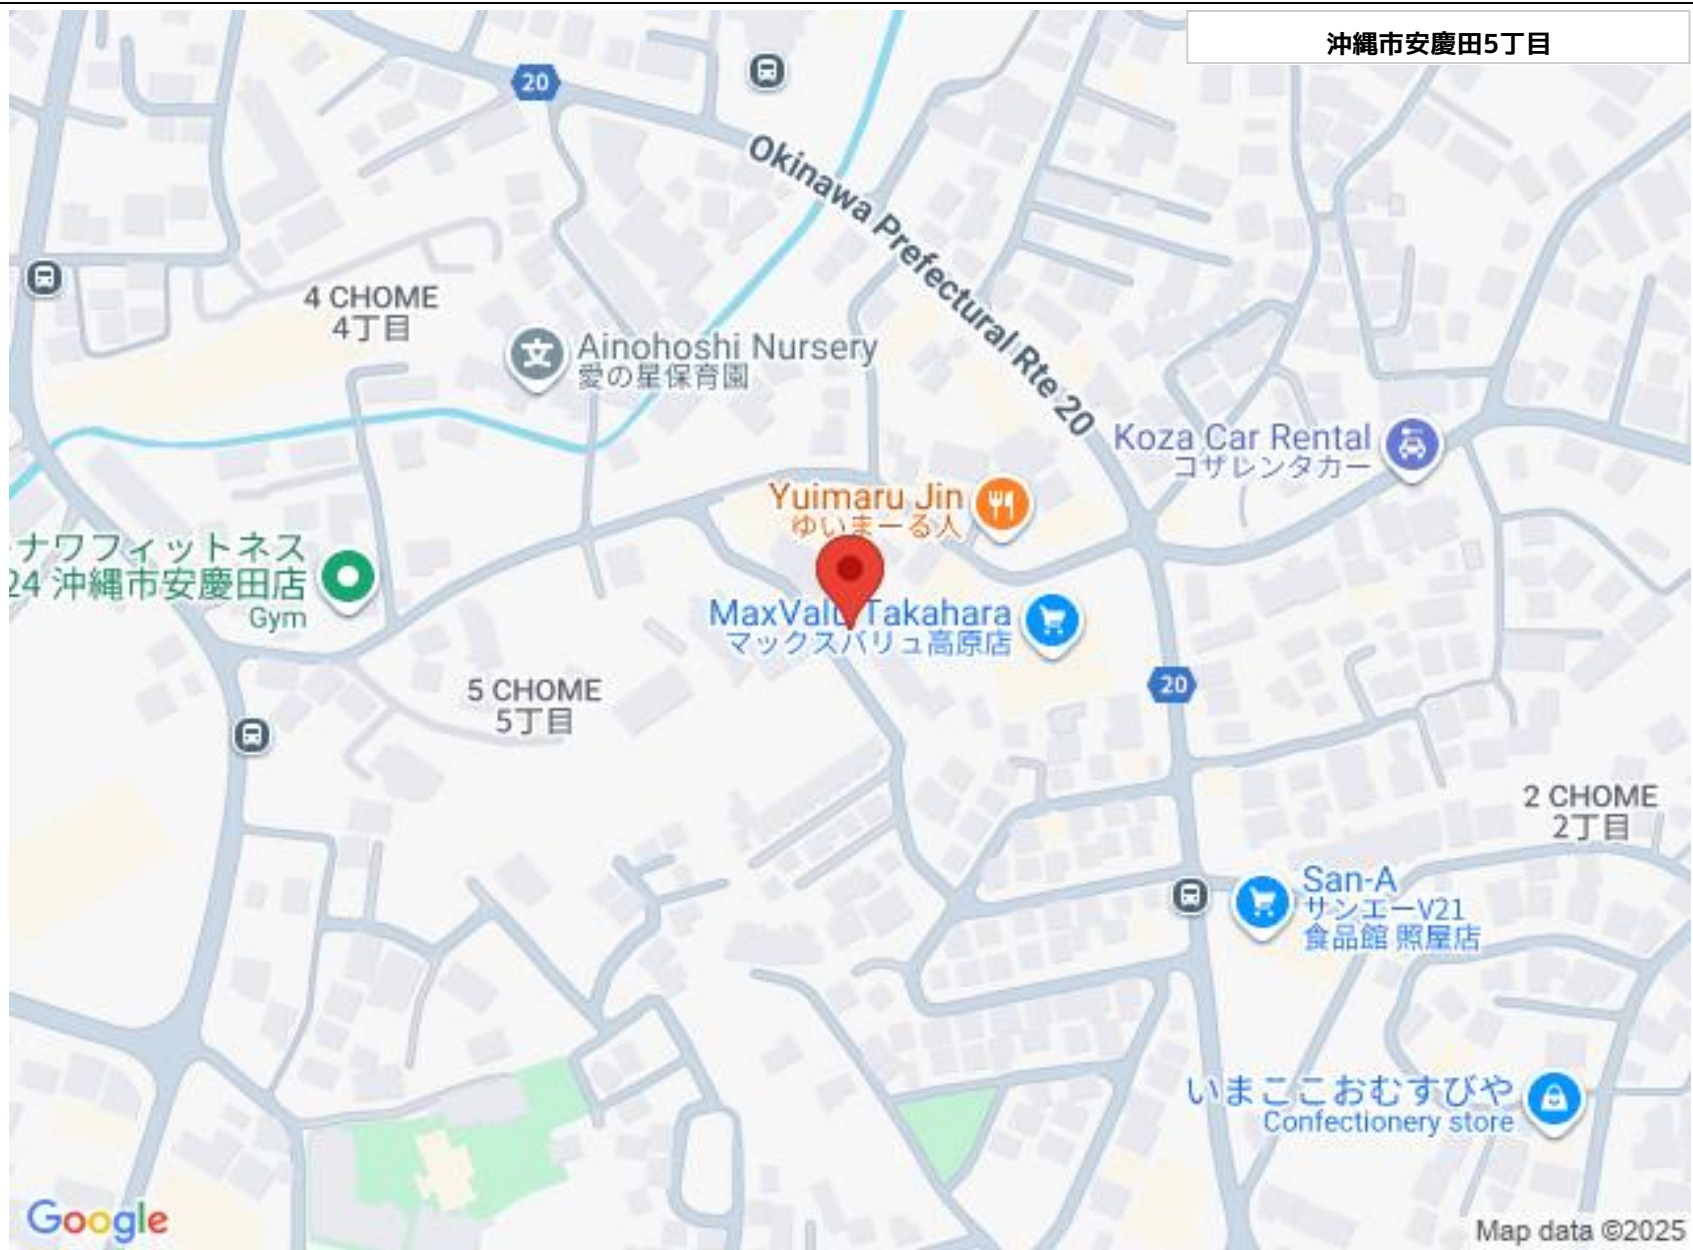 沖縄市安慶田5丁目
20
Okinawa Prefectural Rte 20
4 CHOME
4丁目
Ainohoshi Nursery
愛の星保育園
Koza Car Rental
コザレンタカー
Yuimaru Jin
ゆいまーる人
ナワフィットネス
24 沖縄市安慶田店
Gym
Takahara
マックスバリュ高原店
5 CHOME
5丁目
20
2 CHOME
2丁目
San-A
サンエーV21
食品館 照屋店
いまここおむすびや
Confectionery store
Google
Map data ©2025